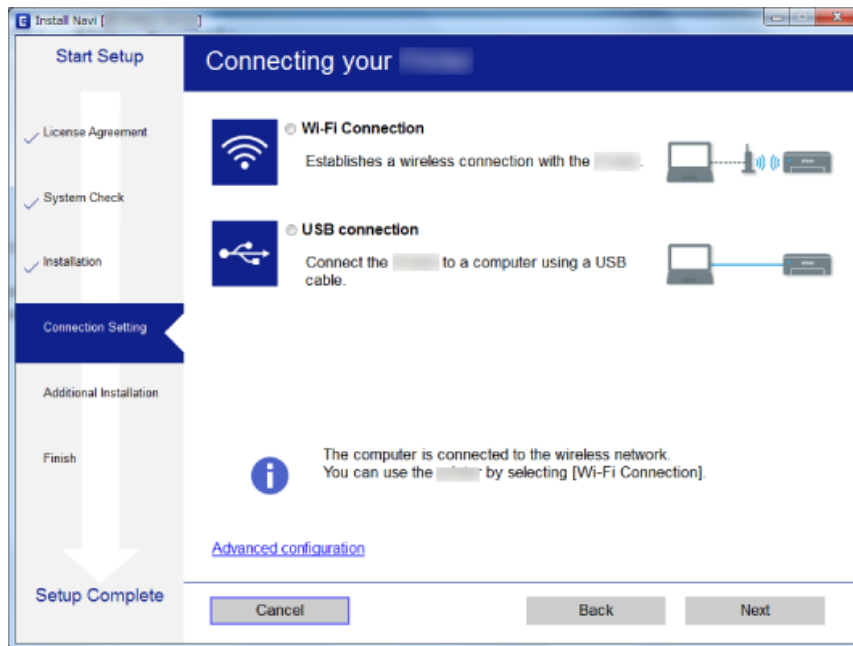 Install Navi [ ]
Start Setup
License Agreement
System Check
Installation
Connection Setting
Additional Installation
Finish
Setup Complete
Connecting your
Wi-Fi Connection
Establishes a wireless connection with the .
USB connection
Connect the to a computer using a USB
cable.
The computer is connected to the wireless network.
You can use the by selecting [Wi-Fi Connection].
Advanced configuration
Cancel
Back
Next